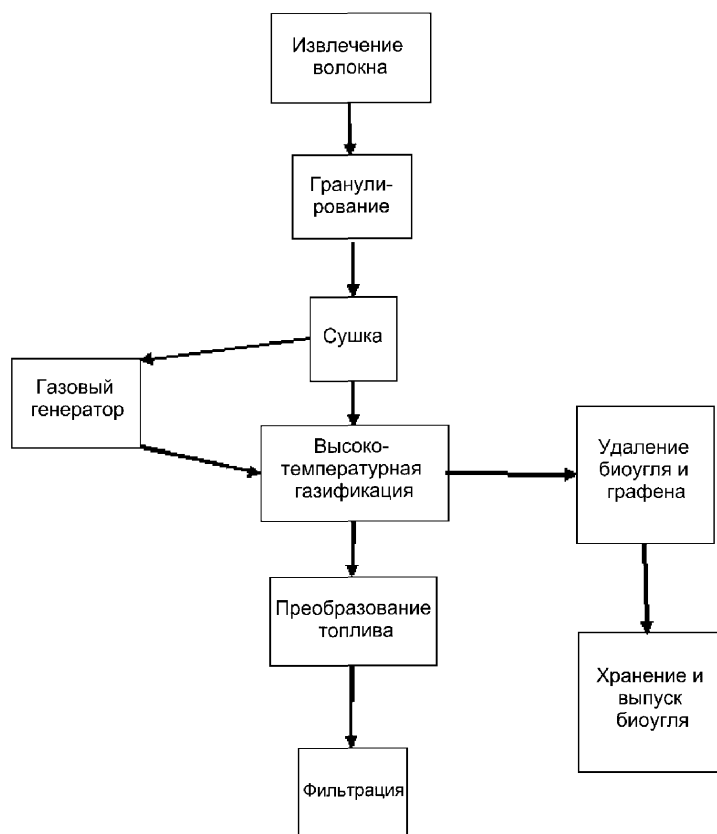 Извлечение
волокна
Гранули-
рование
Сушка
Газовый
генератор
Высоко-
температурная
газификация
Удаление
биоугля и
графена
Преобразование
топлива
Хранение и
выпуск
биоугля
Фильтрация